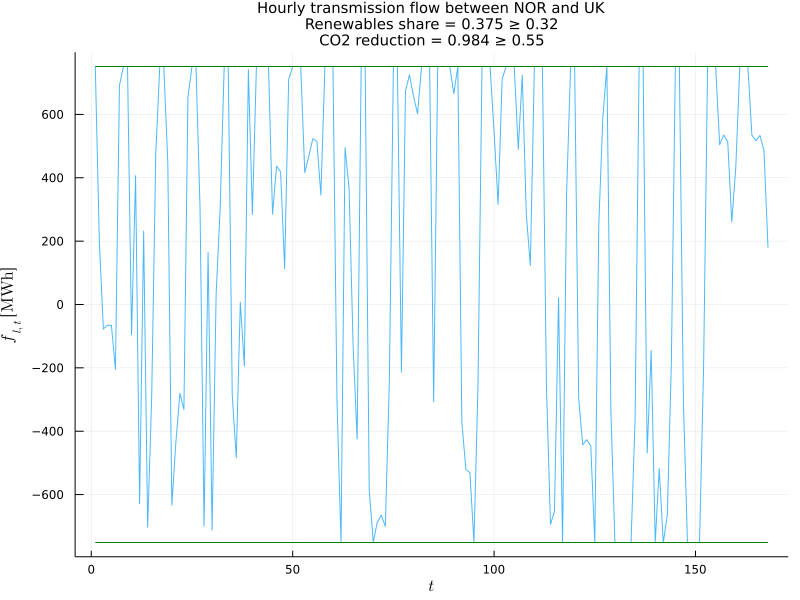 Hourly transmission flow between NOR and UK
Renewables share = 0.375 ≥ 0.32
CO2 reduction = 0.984 ≥ 0.55
600
400
200
0
−200
−400
−600
f_{l,t} [MWh]
0
50
100
150
t